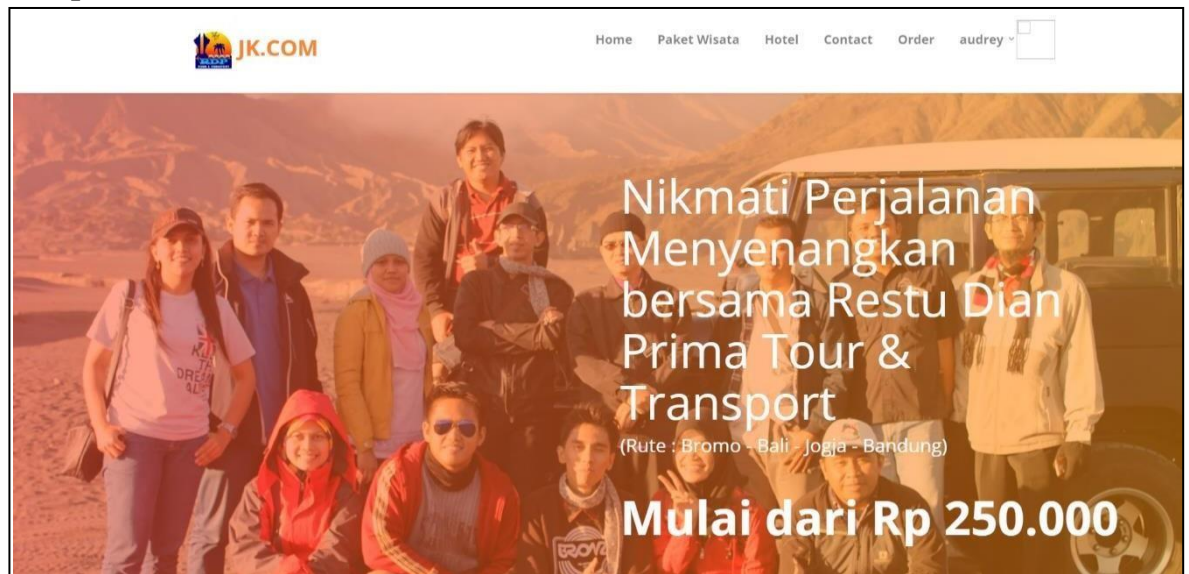 RDP
JK.COM
Home Paket Wisata Hotel Contact Order audrey
Nikmati Perjalanan
Menyenangkan
bersama Restu Dian
Prima Tour &
Transport
(Rute : Bromo - Bali - Jogja - Bandung)
Mulai dari Rp 250.000